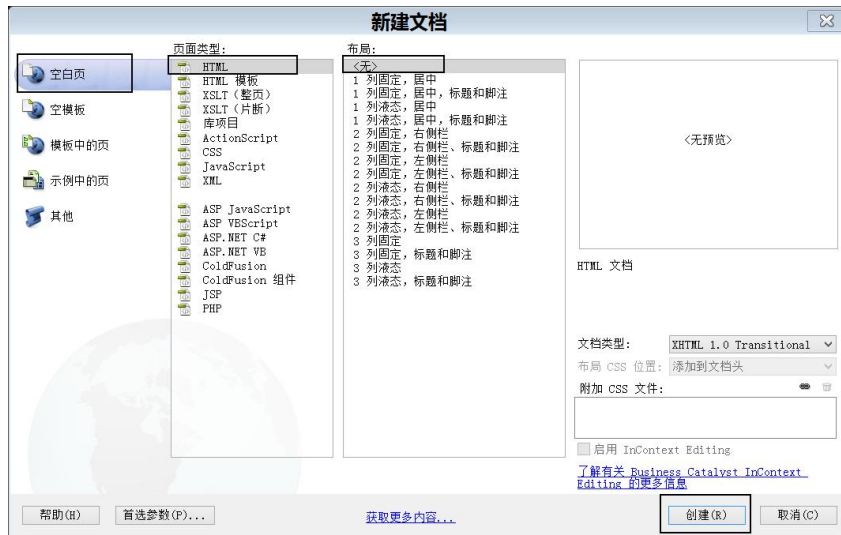 新建文档
空白页
空模板
模板中的页
示例中的页
其他
页面类型:
HTML
HTML 模板
XSLT（整页）
XSLT（片断）
库项目
ActionScript
CSS
JavaScript
XML
ASP JavaScript
ASP VBScript
ASP.NET C#
ASP.NET VB
ColdFusion
ColdFusion 组件
JSP
PHP
布局:
<无>
1 列固定，居中
1 列固定，居中，标题和脚注
1 列液态，居中
1 列液态，居中，标题和脚注
2 列固定，右侧栏
2 列固定，右侧栏、标题和脚注
2 列固定，左侧栏
2 列固定，左侧栏、标题和脚注
2 列液态，右侧栏
2 列液态，右侧栏、标题和脚注
2 列液态，左侧栏
2 列液态，左侧栏、标题和脚注
3 列固定
3 列固定，标题和脚注
3 列液态
3 列液态，标题和脚注
<无预览>
HTML 文档
文档类型: XHTML 1.0 Transitional
布局 CSS 位置: 添加到文档头
附加 CSS 文件:
启用 InContext Editing
了解有关 Business Catalyst InContext
Editing 的更多信息
帮助(H) 首选参数(P)... 获取更多内容... 创建(R) 取消(C)